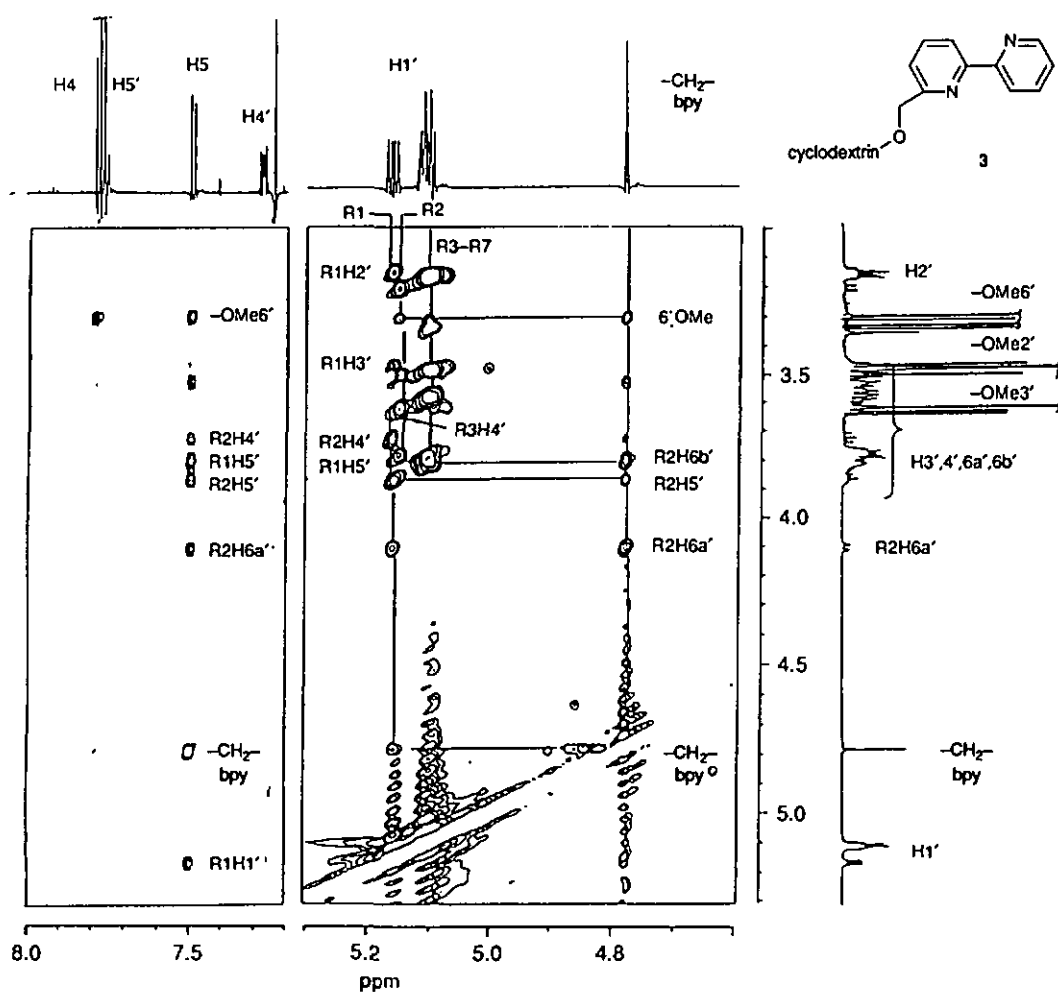 H4
H5'
H5
H4'
H1'
–CH₂–
bpy
N
N
O
cyclodextrin
3
R1
R2
R3–R7
R1H2'
–OMe6'
6'OMe
R1H3'
R3H4'
R2H4'
R2H4'
R1H5'
R1H5'
R2H5'
R2H6b'
R2H5'
R2H6a'
R2H6a'
–CH₂–
bpy
–CH₂–
bpy
R1H1'
H2'
–OMe6'
–OMe2'
–OMe3'
H3',4',6a',6b'
R2H6a'
–CH₂–
bpy
H1'
3.5
4.0
4.5
5.0
8.0
7.5
5.2
5.0
4.8
ppm